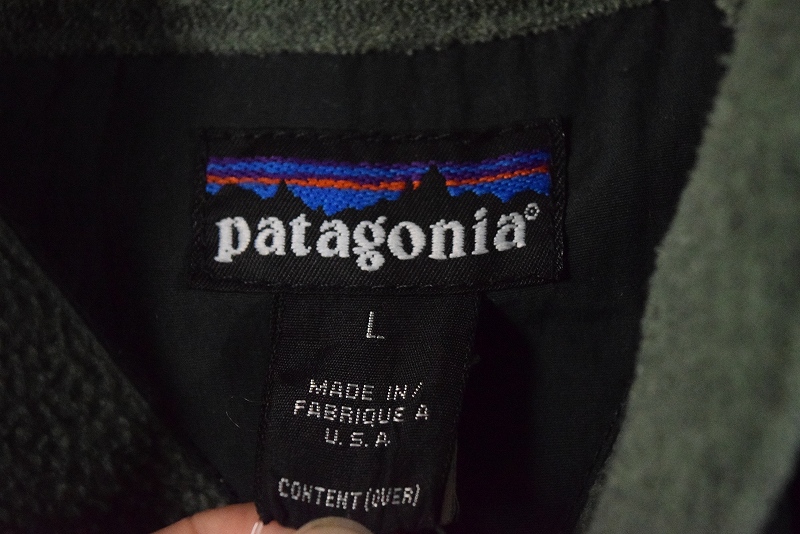 patagonia®
L
MADE IN/
FABRIQUE A
U.S.A
CONTENT(OVER)